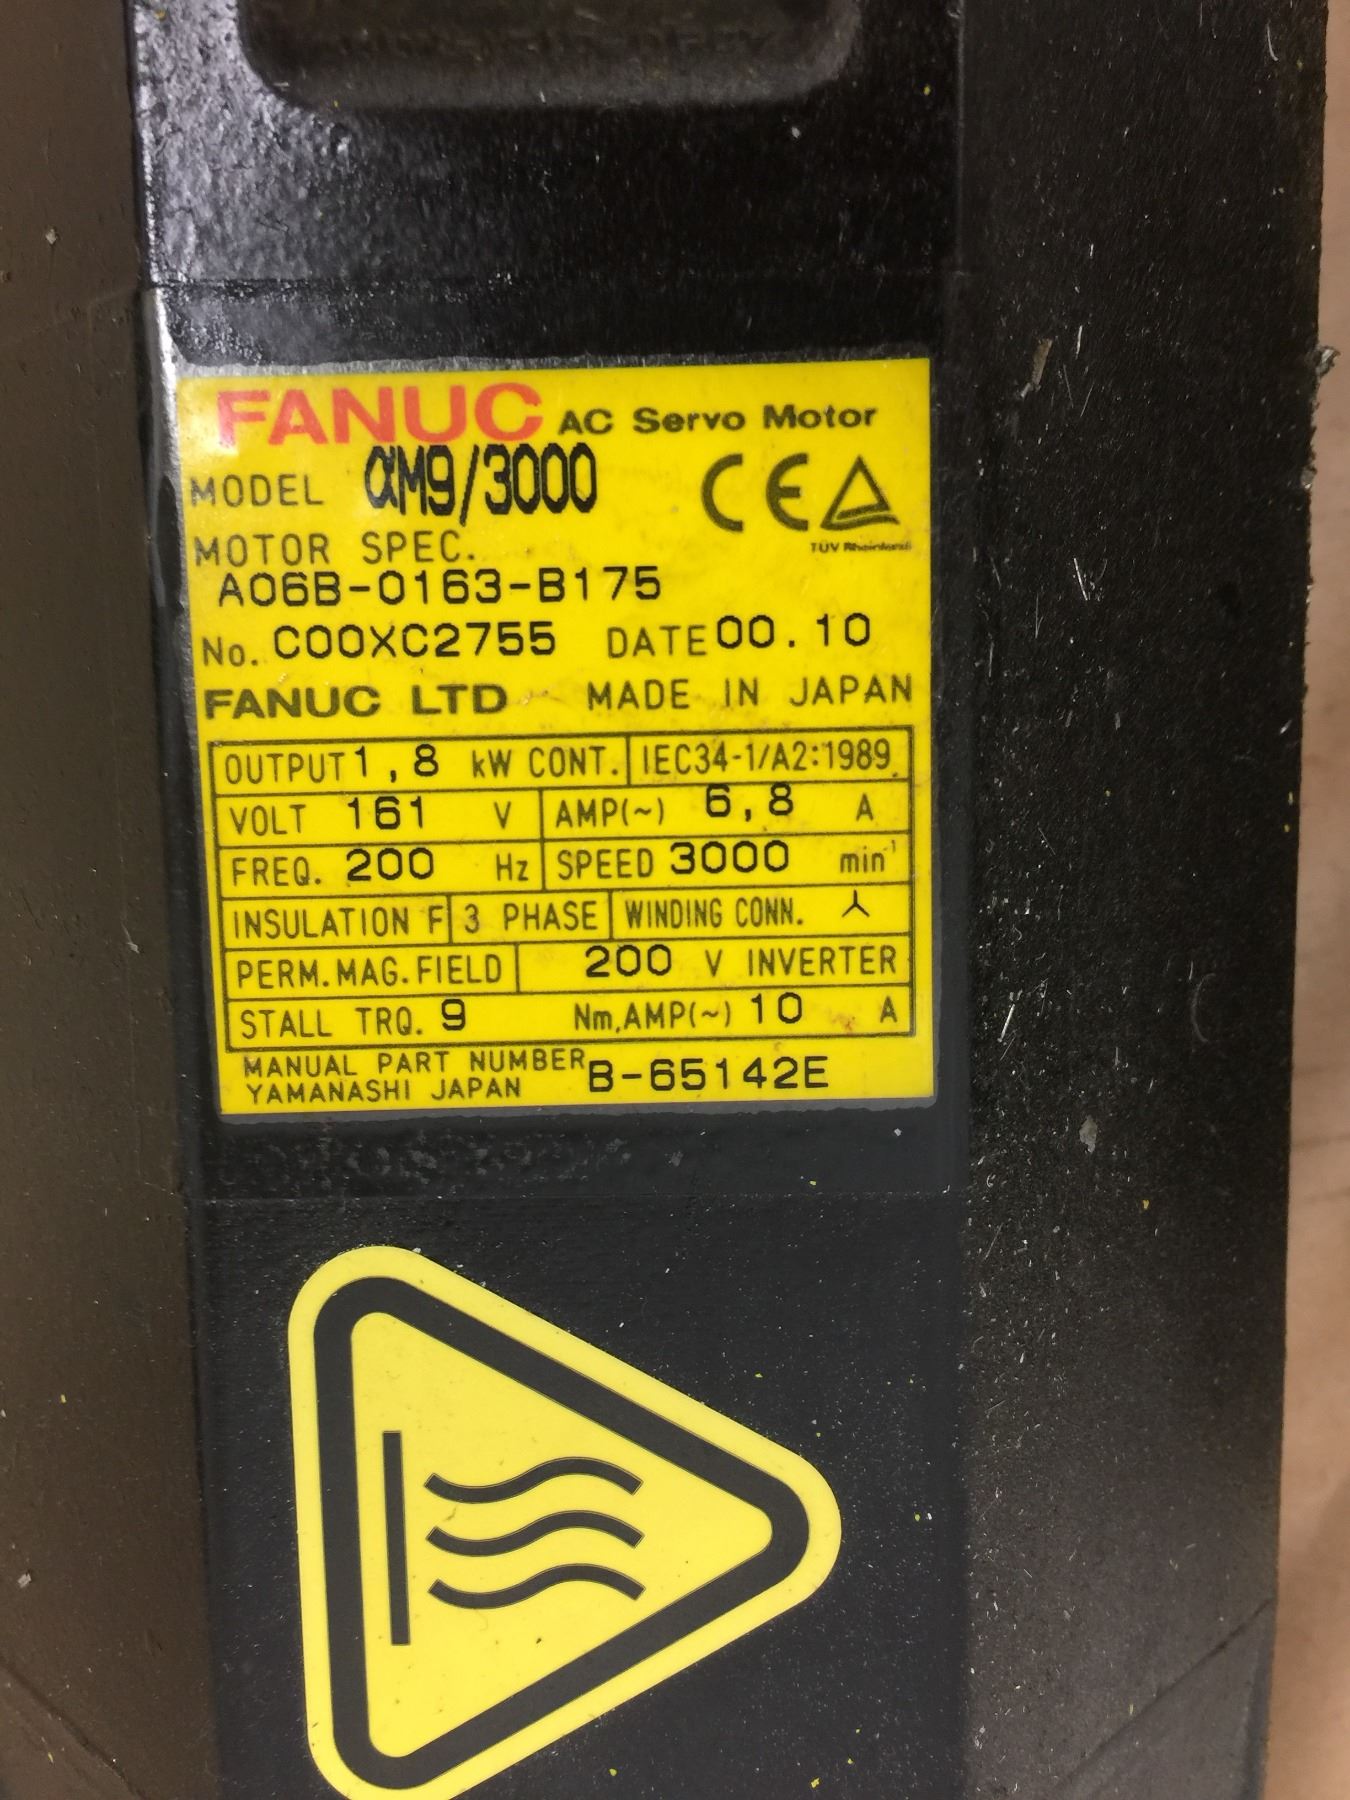 FANUC AC Servo Motor
MODEL αM9/3000
CE
TÜV Rheinland
MOTOR SPEC.
A06B-0163-B175
No. C00XC2755 DATE 00.10
FANUC LTD MADE IN JAPAN
OUTPUT 1,8 kW CONT. IEC34-1/A2:1989
VOLT 161 V AMP(~) 6,8 A
FREQ. 200 Hz SPEED 3000 min⁻¹
INSULATION F 3 PHASE WINDING CONN.
PERM.MAG.FIELD 200 V INVERTER
STALL TRQ. 9 Nm,AMP(~) 10 A
MANUAL PART NUMBER B-65142E
YAMANASHI JAPAN